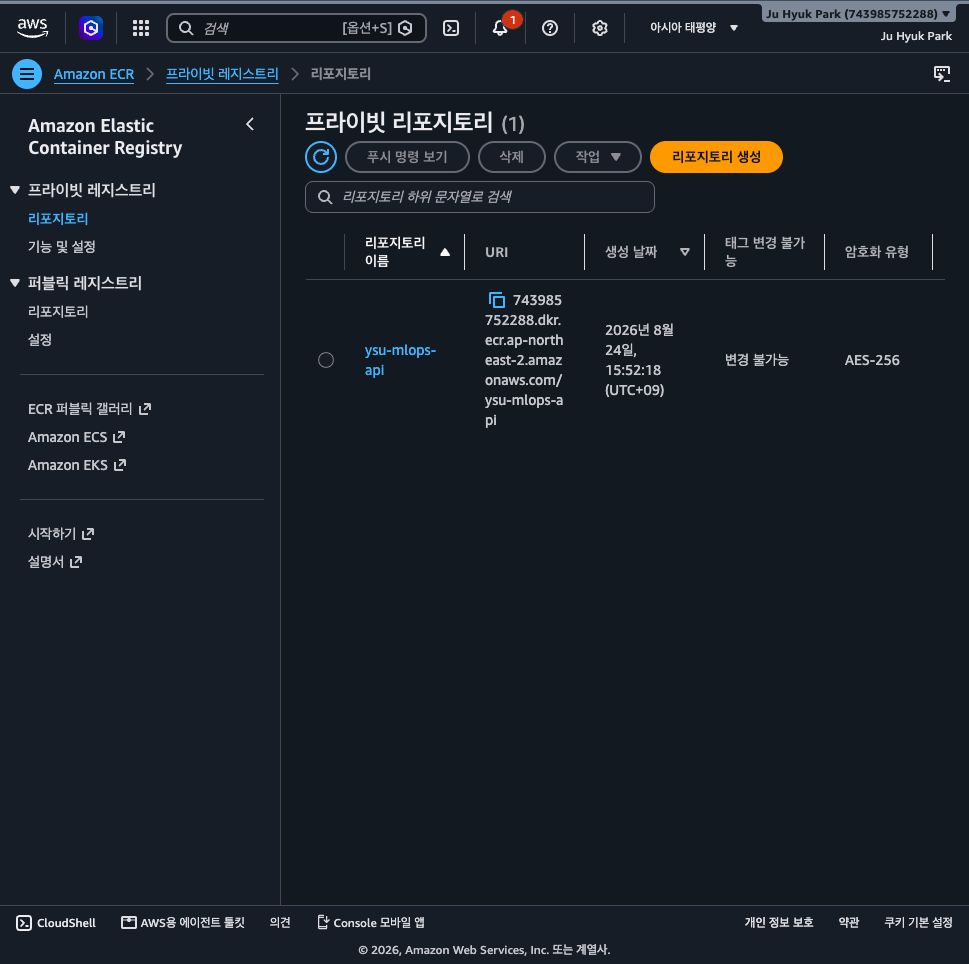 aws
검색
[옵션+S]
1
아시아 태평양
Ju Hyuk Park (743985752288)
Ju Hyuk Park
Amazon ECR
프라이빗 레지스트리
리포지토리
Amazon Elastic
Container Registry
프라이빗 레지스트리
리포지토리
기능 및 설정
퍼블릭 레지스트리
리포지토리
설정
ECR 퍼블릭 갤러리
Amazon ECS
Amazon EKS
시작하기
설명서
프라이빗 리포지토리 (1)
푸시 명령 보기
삭제
작업
리포지토리 생성
리포지토리 하위 문자열로 검색
리포지토리
이름
URI
생성 날짜
태그 변경 불가
능
암호화 유형
ysu-mlops-
api
743985
752288.dkr.
ecr.ap-north
east-2.amaz
onaws.com/
ysu-mlops-a
pi
2026년 8월
24일,
15:52:18
(UTC+09)
변경 불가능
AES-256
CloudShell
AWS용 에이전트 툴킷
의견
Console 모바일 앱
개인 정보 보호
약관
쿠키 기본 설정
© 2026, Amazon Web Services, Inc. 또는 계열사.